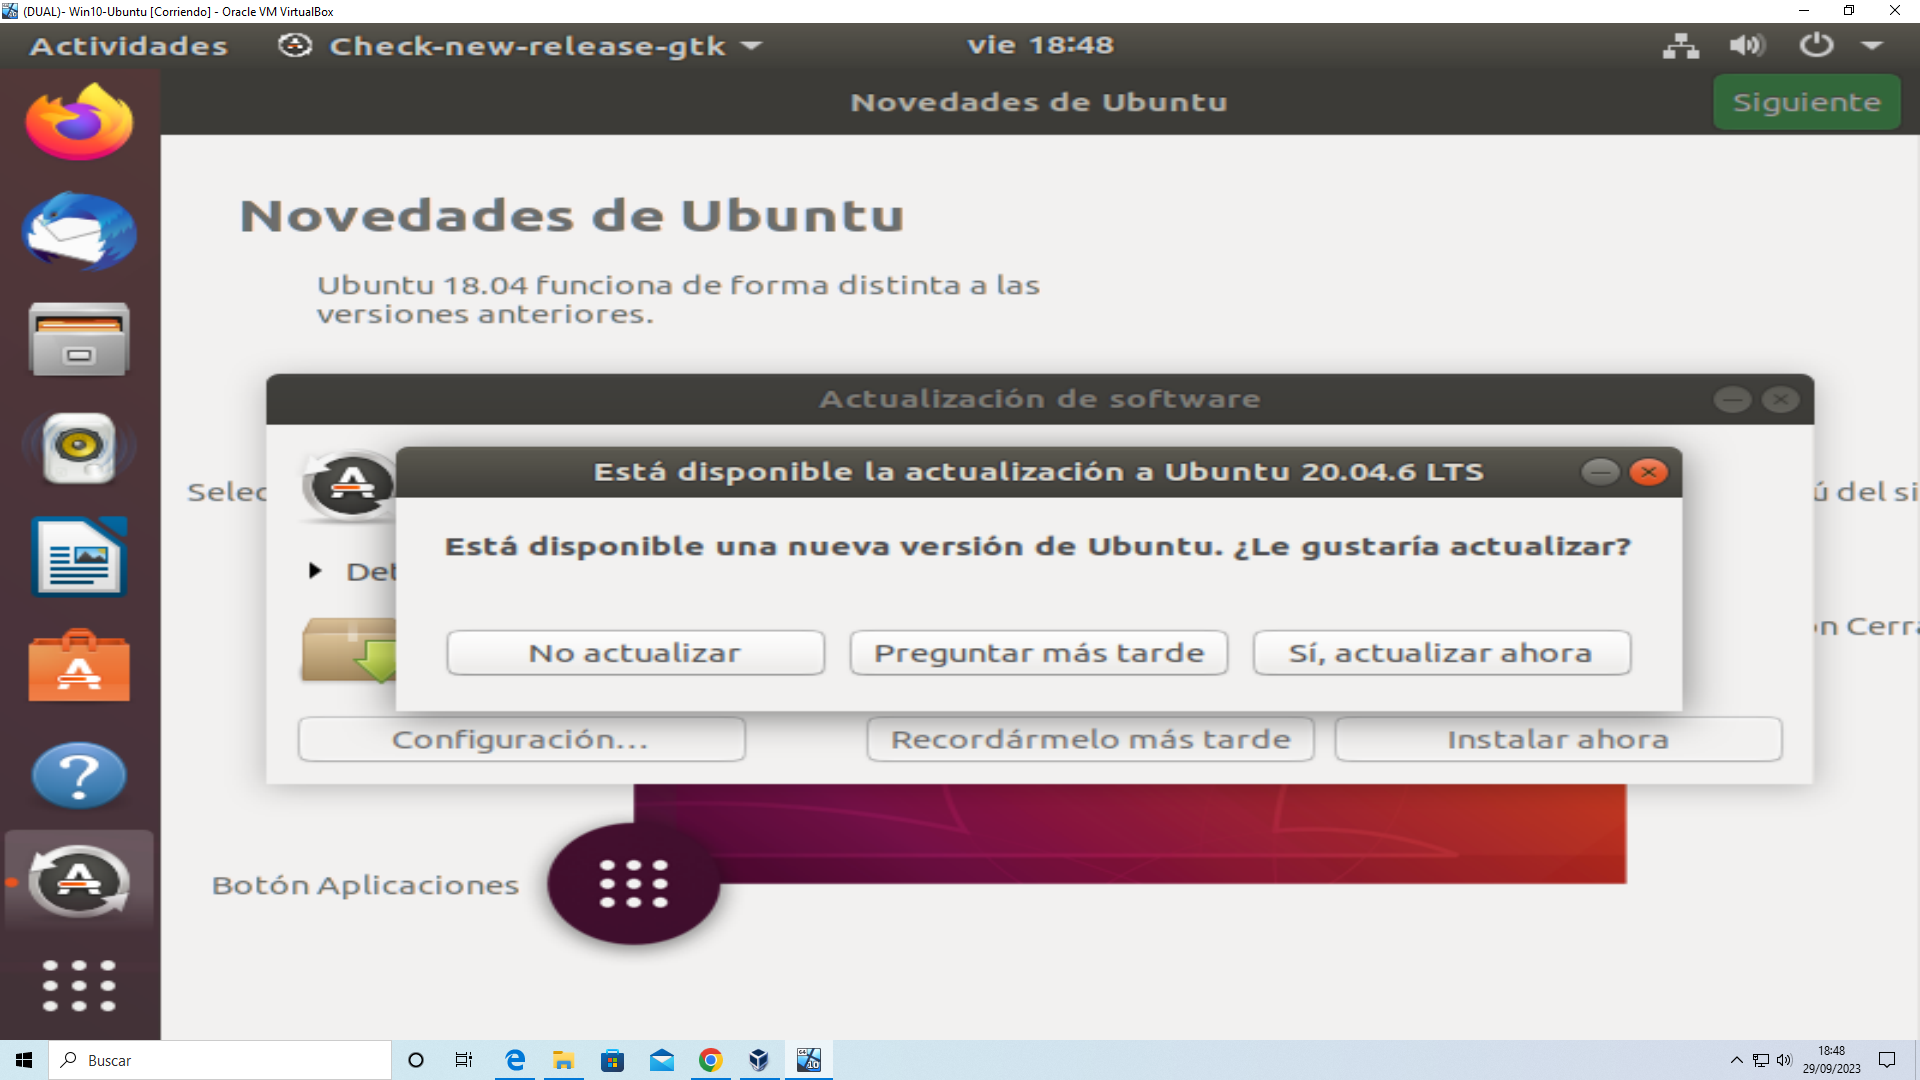 (DUAL)- Win10-Ubuntu [Corriendo] - Oracle VM VirtualBox
Actividades
Check-new-release-gtk
vie 18:48
Novedades de Ubuntu
Siguiente
Novedades de Ubuntu
Ubuntu 18.04 funciona de forma distinta a las
versiones anteriores.
Actualización de software
Está disponible la actualización a Ubuntu 20.04.6 LTS
Selec
ú del si
Está disponible una nueva versión de Ubuntu. ¿Le gustaría actualizar?
Det
n Cerra
No actualizar
Preguntar más tarde
Sí, actualizar ahora
Configuración...
Recordármelo más tarde
Instalar ahora
Botón Aplicaciones
Buscar
18:48
29/09/2023